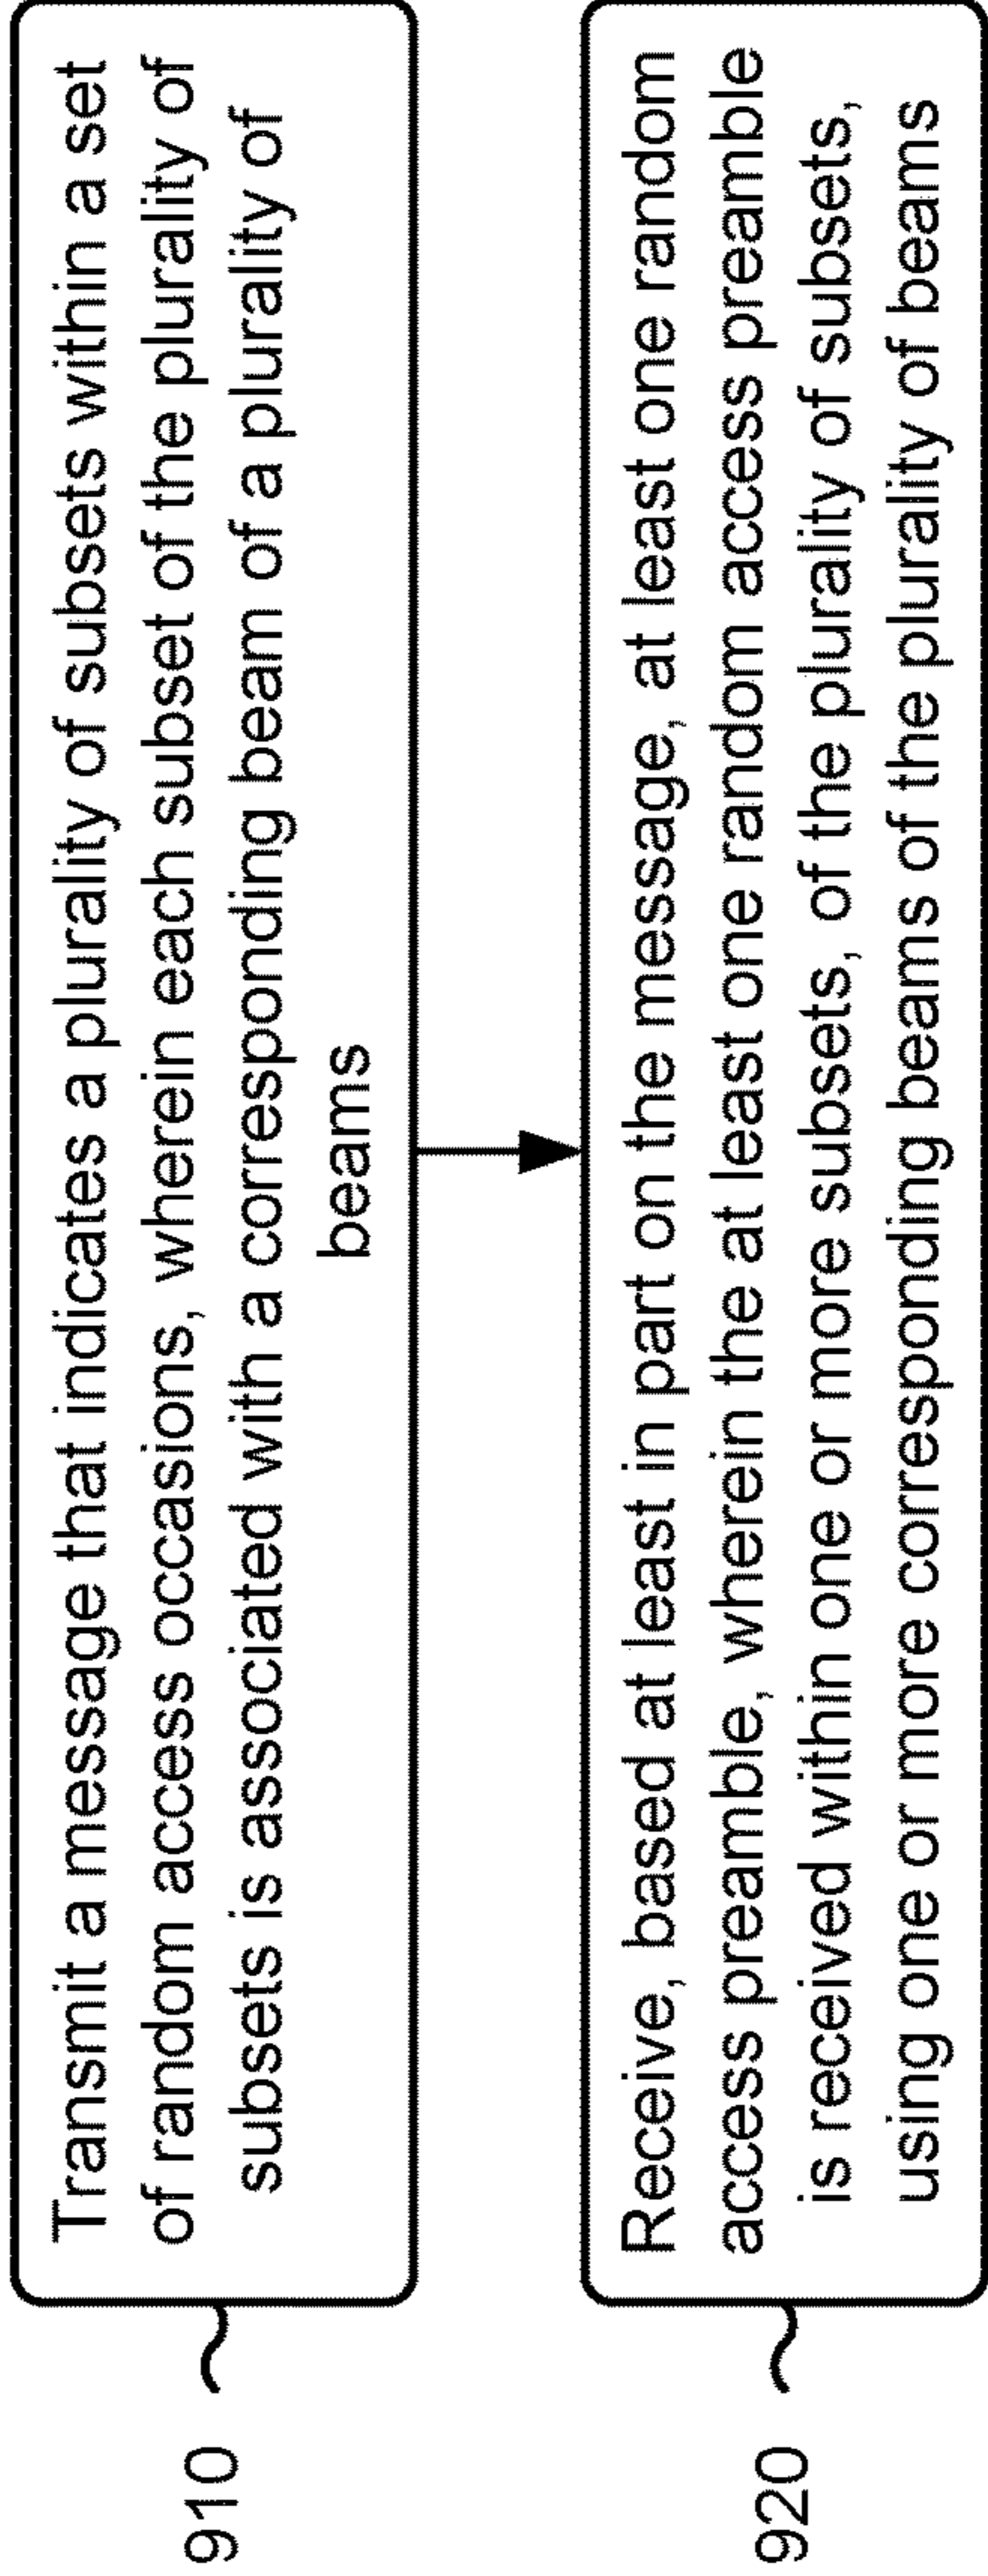 910
Transmit a message that indicates a plurality of subsets within a set
of random access occasions, wherein each subset of the plurality of
subsets is associated with a corresponding beam of a plurality of
beams
920
Receive, based at least in part on the message, at least one random
access preamble, wherein the at least one random access preamble
is received within one or more subsets, of the plurality of subsets,
using one or more corresponding beams of the plurality of beams